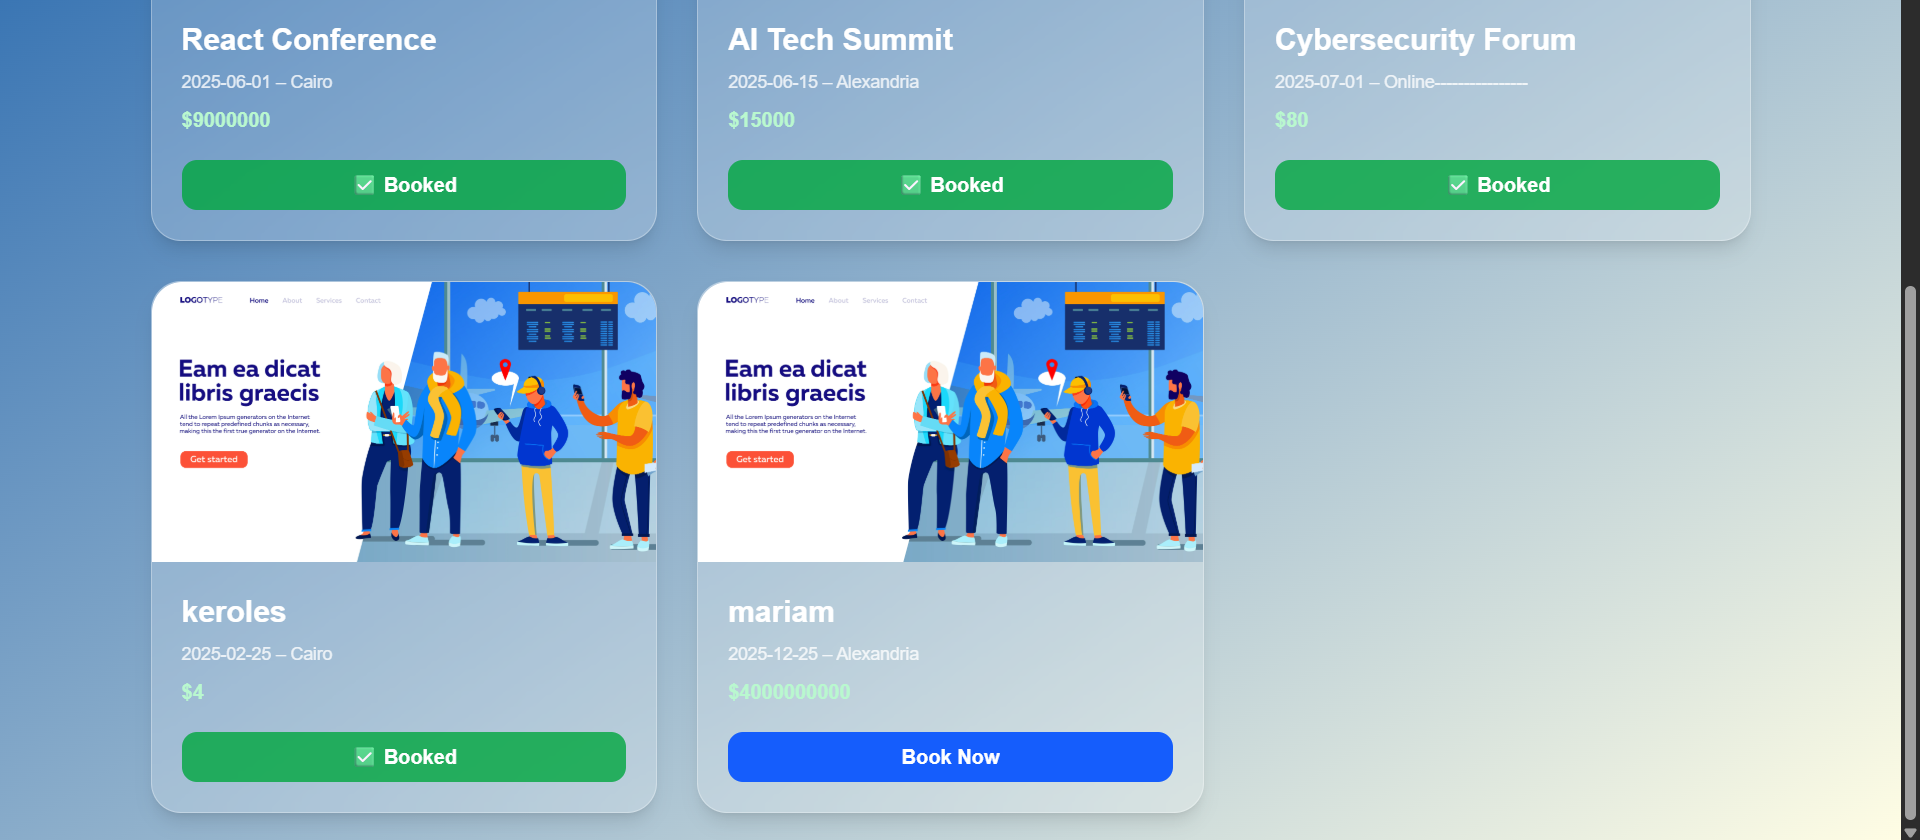 React Conference
2025-06-01 – Cairo
$9000000
✅ Booked
AI Tech Summit
2025-06-15 – Alexandria
$15000
✅ Booked
Cybersecurity Forum
2025-07-01 – Online----------------
$80
✅ Booked
LOGOTYPE Home About Services Contact
Eam ea dicat
libris graecis
All the Lorem Ipsum generators on the Internet
tend to repeat predefined chunks as necessary,
making this the first true generator on the Internet.
Get started
keroles
2025-02-25 – Cairo
$4
✅ Booked
LOGOTYPE Home About Services Contact
Eam ea dicat
libris graecis
All the Lorem Ipsum generators on the Internet
tend to repeat predefined chunks as necessary,
making this the first true generator on the Internet.
Get started
mariam
2025-12-25 – Alexandria
$4000000000
Book Now